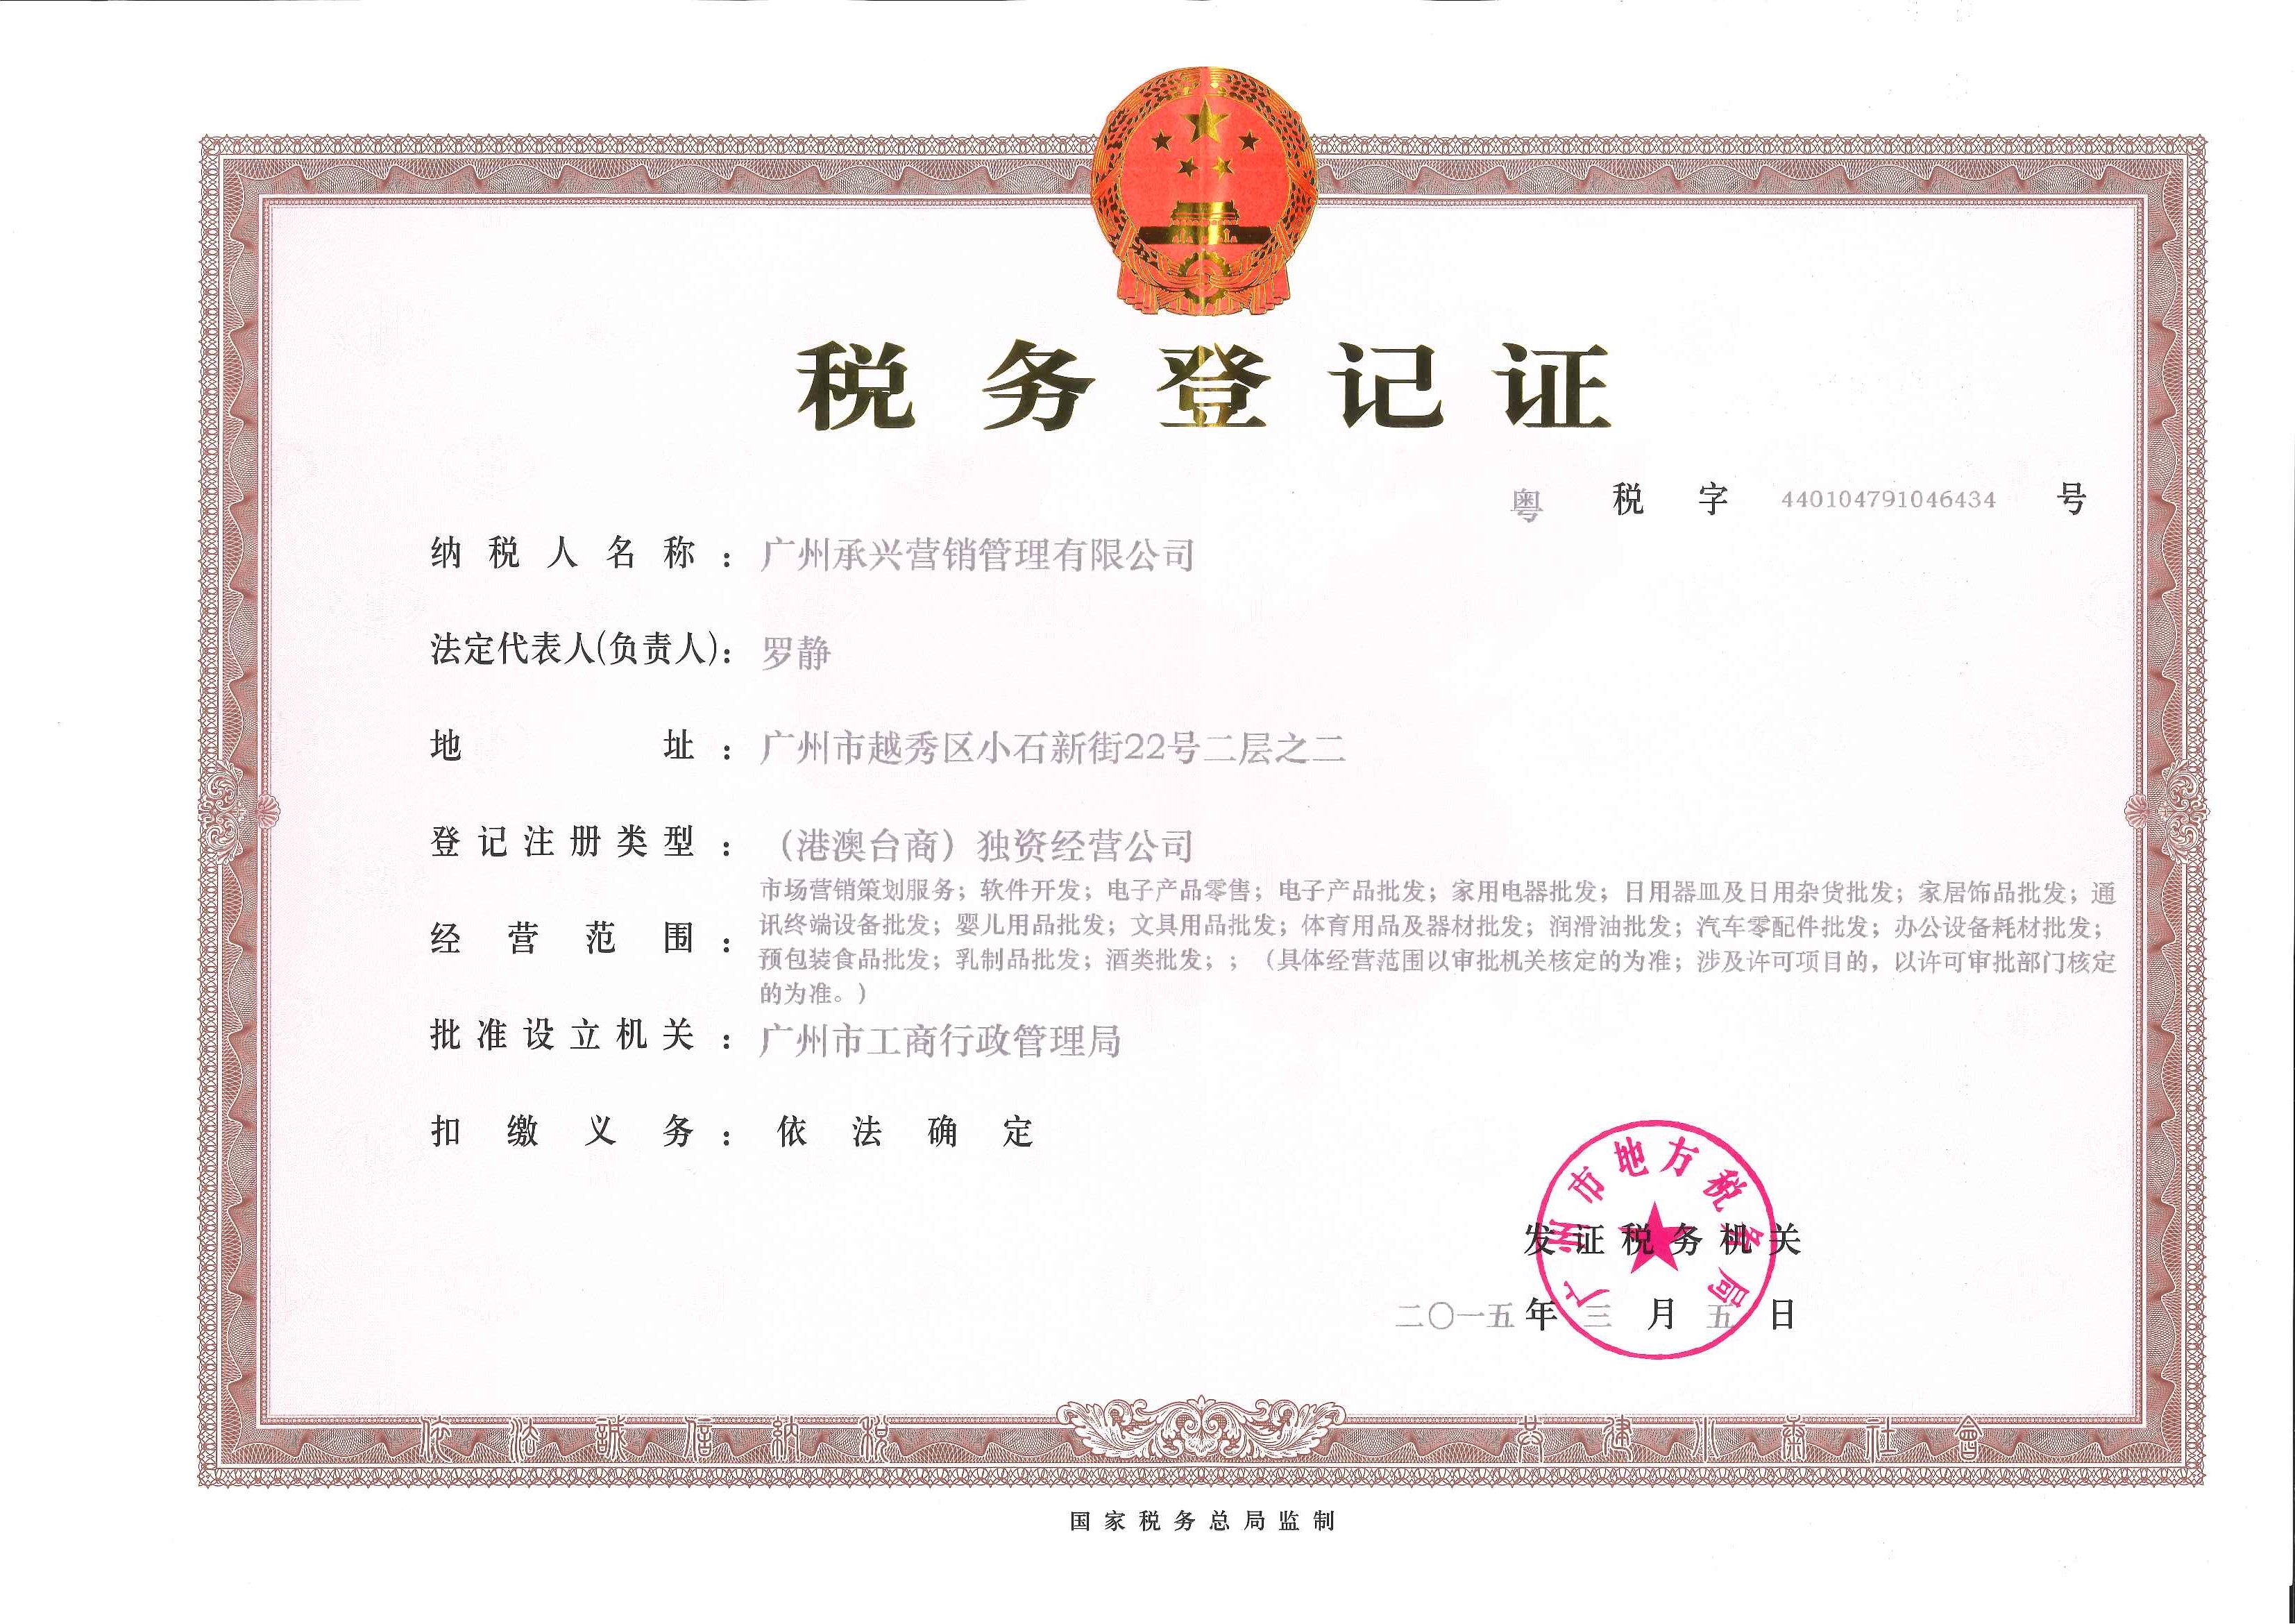 税务登记证
粤 税 字 440104791046434 号
纳税人名称：广州承兴营销管理有限公司
法定代表人(负责人)：罗静
地址：广州市越秀区小石新街22号二层之二
登记注册类型：（港澳台商）独资经营公司
经营范围：市场营销策划服务；软件开发；电子产品零售；电子产品批发；家用电器批发；日用器皿及日用杂货批发；家居饰品批发；通
讯终端设备批发；婴儿用品批发；文具用品批发；体育用品及器材批发；润滑油批发；汽车零配件批发；办公设备耗材批发；
预包装食品批发；乳制品批发；酒类批发；；（具体经营范围以审批机关核定的为准；涉及许可项目的，以许可审批部门核定
的为准。）
批准设立机关：广州市工商行政管理局
扣缴义务：依法确定
广州市地方税务局
发证税务机关
二〇一五年三月五日
依法誠信納税
共建小康社會
国家税务总局监制